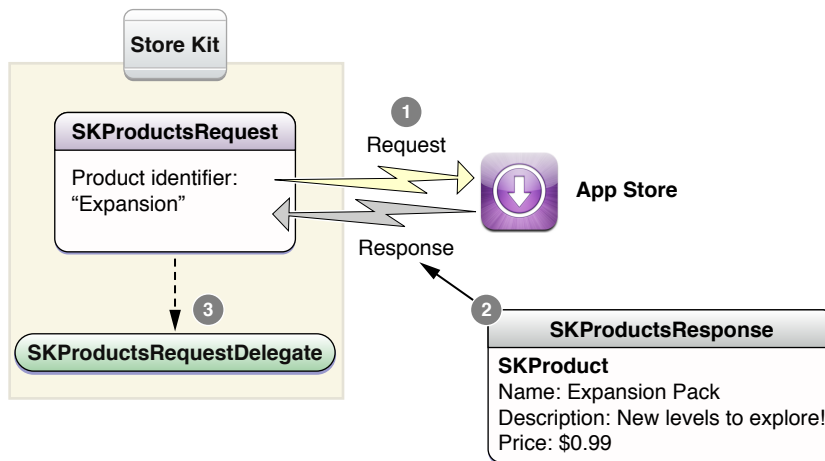 Store Kit
SKProductsRequest
Product identifier:
“Expansion”
1
Request
App Store
Response
2
3
SKProductsRequestDelegate
SKProductsResponse
SKProduct
Name: Expansion Pack
Description: New levels to explore!
Price: $0.99